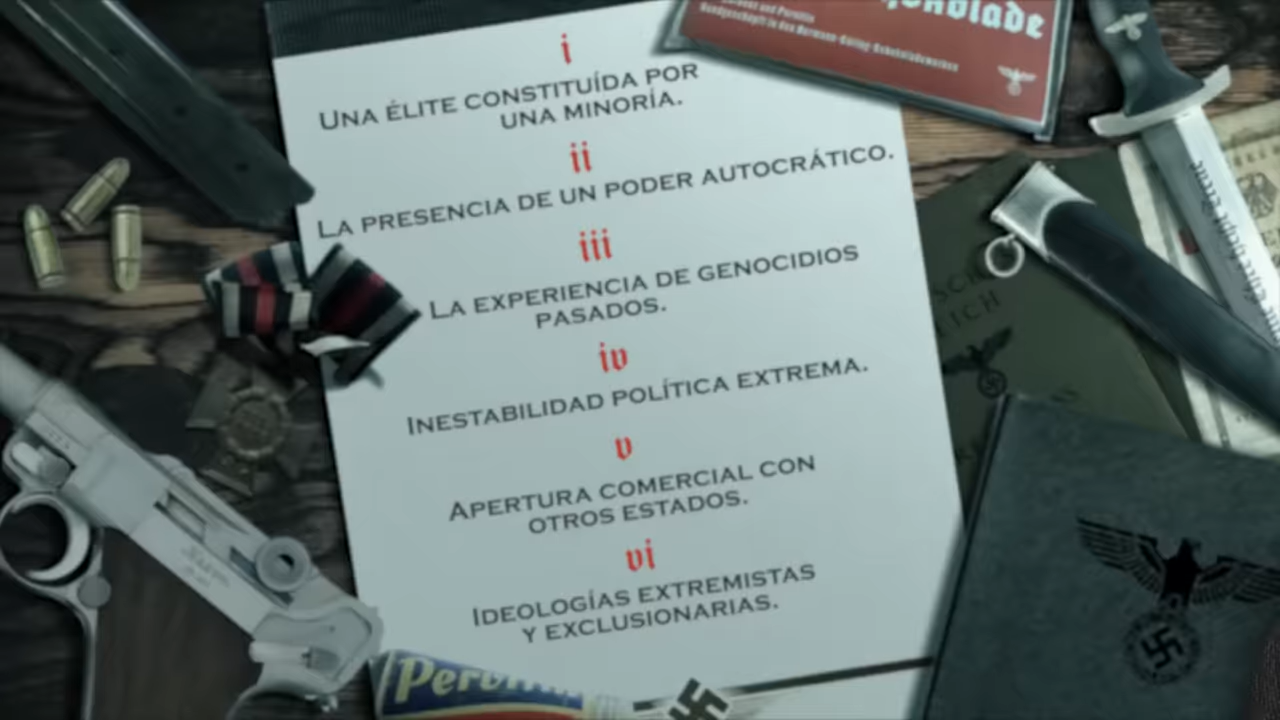 i
UNA ÉLITE CONSTITUÍDA POR
UNA MINORÍA.
ii
LA PRESENCIA DE UN PODER AUTOCRÁTICO.
iii
LA EXPERIENCIA DE GENOCIDIOS
PASADOS.
iv
INESTABILIDAD POLÍTICA EXTREMA.
v
APERTURA COMERCIAL CON
OTROS ESTADOS.
vi
IDEOLOGÍAS EXTREMISTAS
Y EXCLUSIONARIAS.